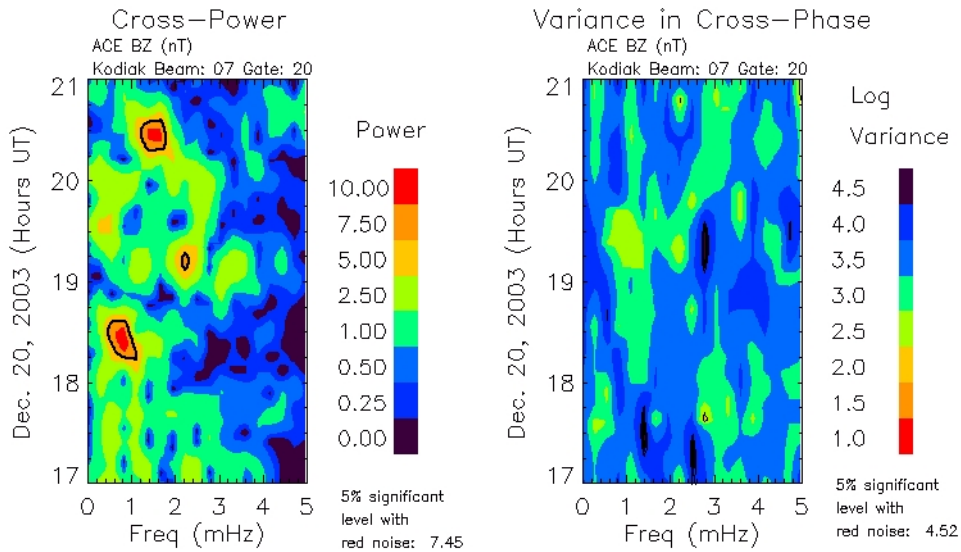 Cross-Power
ACE BZ (nT)
Kodiak Beam: 07 Gate: 20
21
20
19
18
17
Dec. 20, 2003 (Hours UT)
0 1 2 3 4 5
Freq (mHz)
Power
10.00
7.50
5.00
2.50
1.00
0.50
0.25
0.00
5% significant
level with
red noise: 7.45
Variance in Cross-Phase
ACE BZ (nT)
Kodiak Beam: 07 Gate: 20
21
20
19
18
17
Dec. 20, 2003 (Hours UT)
0 1 2 3 4 5
Freq (mHz)
Log
Variance
4.5
4.0
3.5
3.0
2.5
2.0
1.5
1.0
5% significant
level with
red noise: 4.52